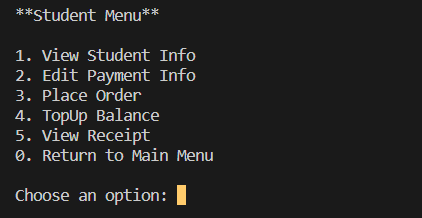 **Student Menu**
1. View Student Info
2. Edit Payment Info
3. Place Order
4. TopUp Balance
5. View Receipt
0. Return to Main Menu
Choose an option: